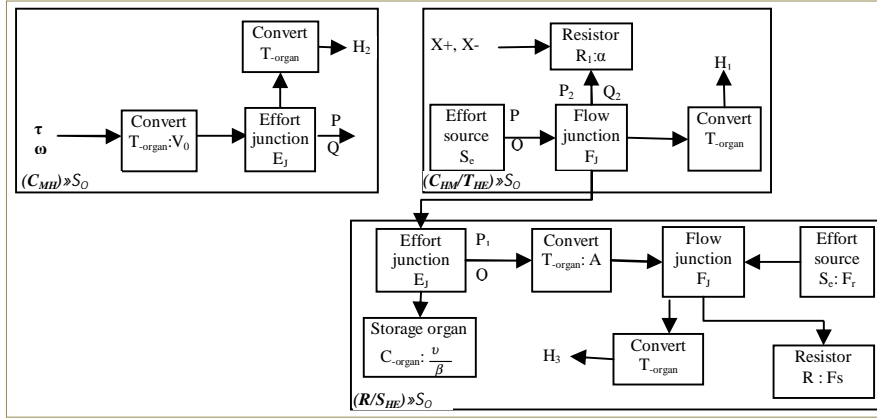 Convert
T-organ
H2
τ
ω
Convert
T-organ:V0
Effort
junction
EJ
P
Q
(CMH)»SO
X+, X-
Resistor
R1:α
H1
P2
Q2
Effort
source
Se
P
Q
Flow
junction
FJ
Convert
T-organ
(CHM/THE)»SO
Effort
junction
EJ
P1
Q
Convert
T-organ: A
Flow
junction
FJ
Effort
source
Se: Fr
Storage organ
C-organ: υ/β
H3
Convert
T-organ
Resistor
R : Fs
(R/SHE)»SO